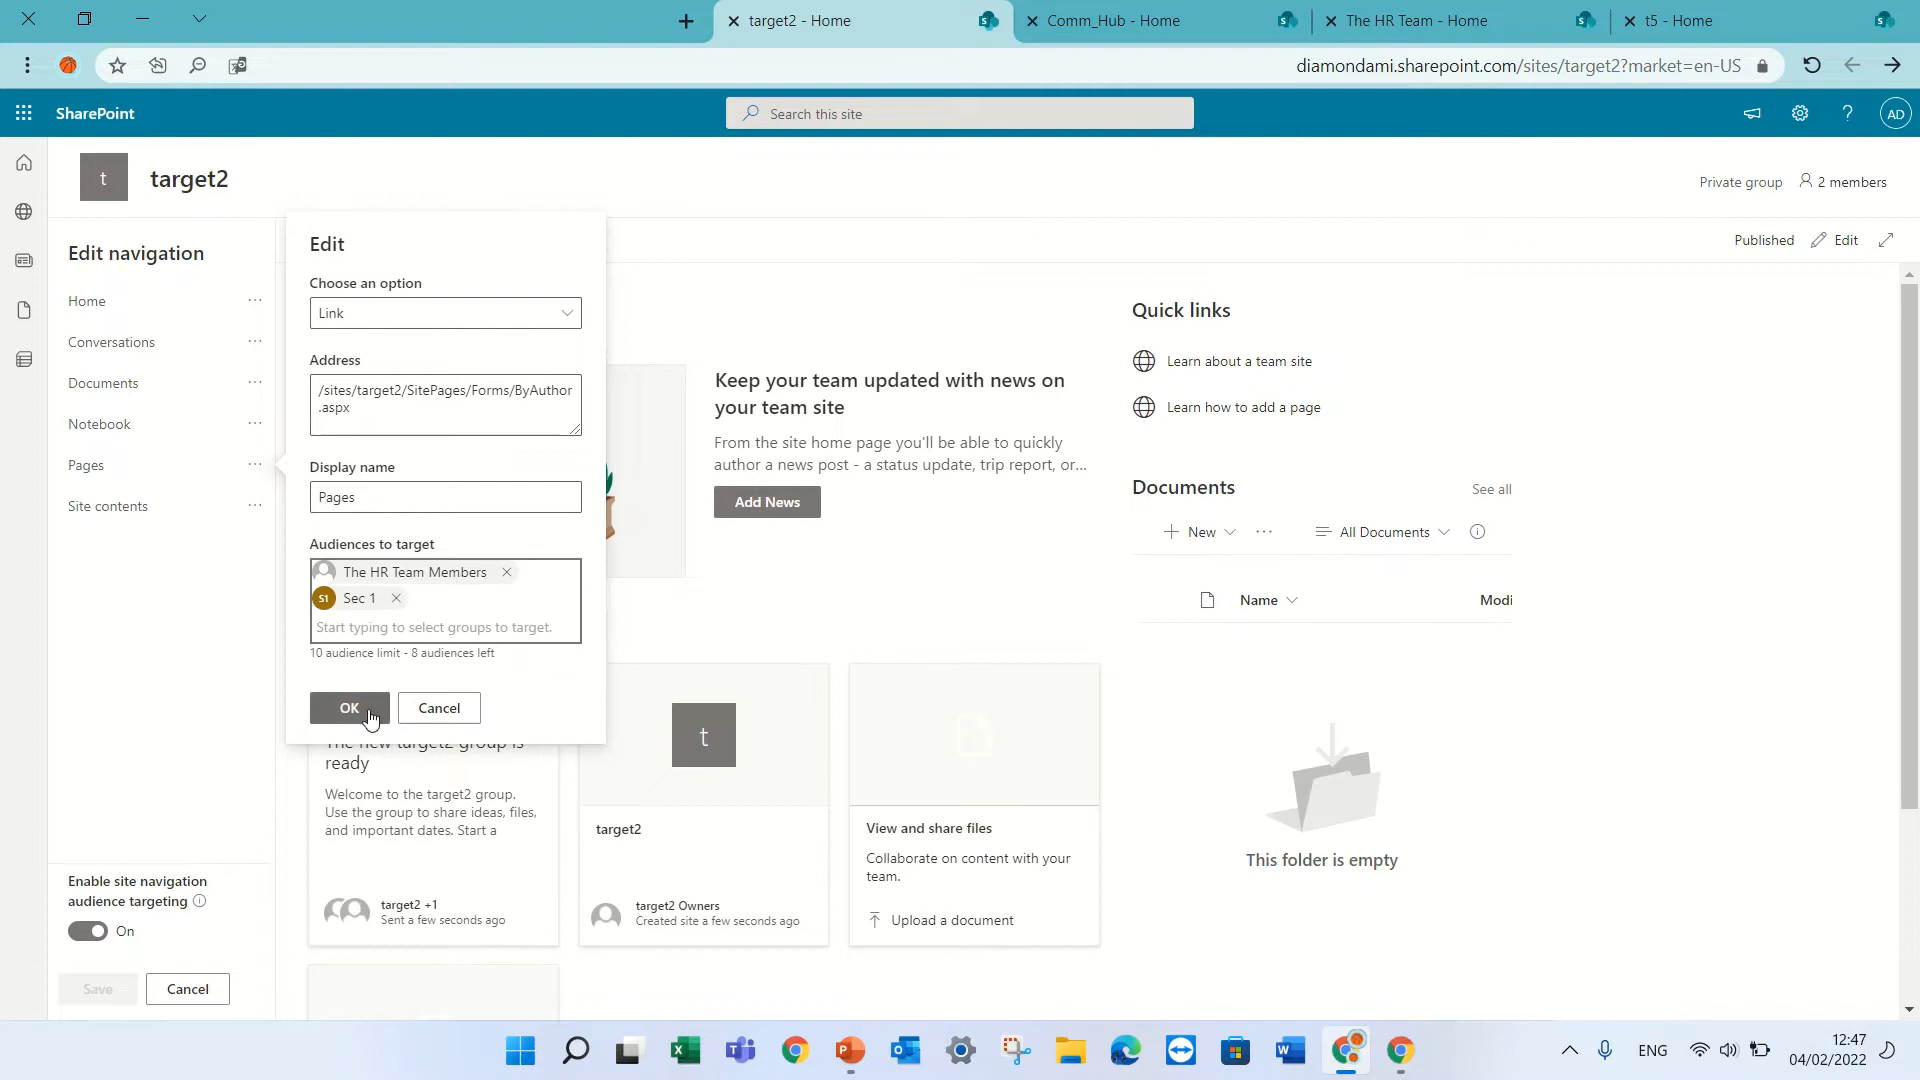 target2 - Home
Comm_Hub - Home
The HR Team - Home
t5 - Home
diamondami.sharepoint.com/sites/target2?market=en-US
SharePoint
Search this site
AD
t
target2
Private group
2 members
Edit navigation
Home
Conversations
Documents
Notebook
Pages
Site contents
Enable site navigation
audience targeting
On
Save
Cancel
Edit
Choose an option
Link
Address
/sites/target2/SitePages/Forms/ByAuthor
.aspx
Display name
Pages
Audiences to target
The HR Team Members
S1
Sec 1
Start typing to select groups to target.
10 audience limit - 8 audiences left
OK
Cancel
Published
Edit
Keep your team updated with news on
your team site
From the site home page you'll be able to quickly
author a news post - a status update, trip report, or...
Add News
Quick links
Learn about a team site
Learn how to add a page
Documents
See all
New
All Documents
Name
Modi
This folder is empty
The new target2 group is
ready
Welcome to the target2 group.
Use the group to share ideas, files,
and important dates. Start a
target2 +1
Sent a few seconds ago
t
target2
target2 Owners
Created site a few seconds ago
View and share files
Collaborate on content with your
team.
Upload a document
ENG
12:47
04/02/2022